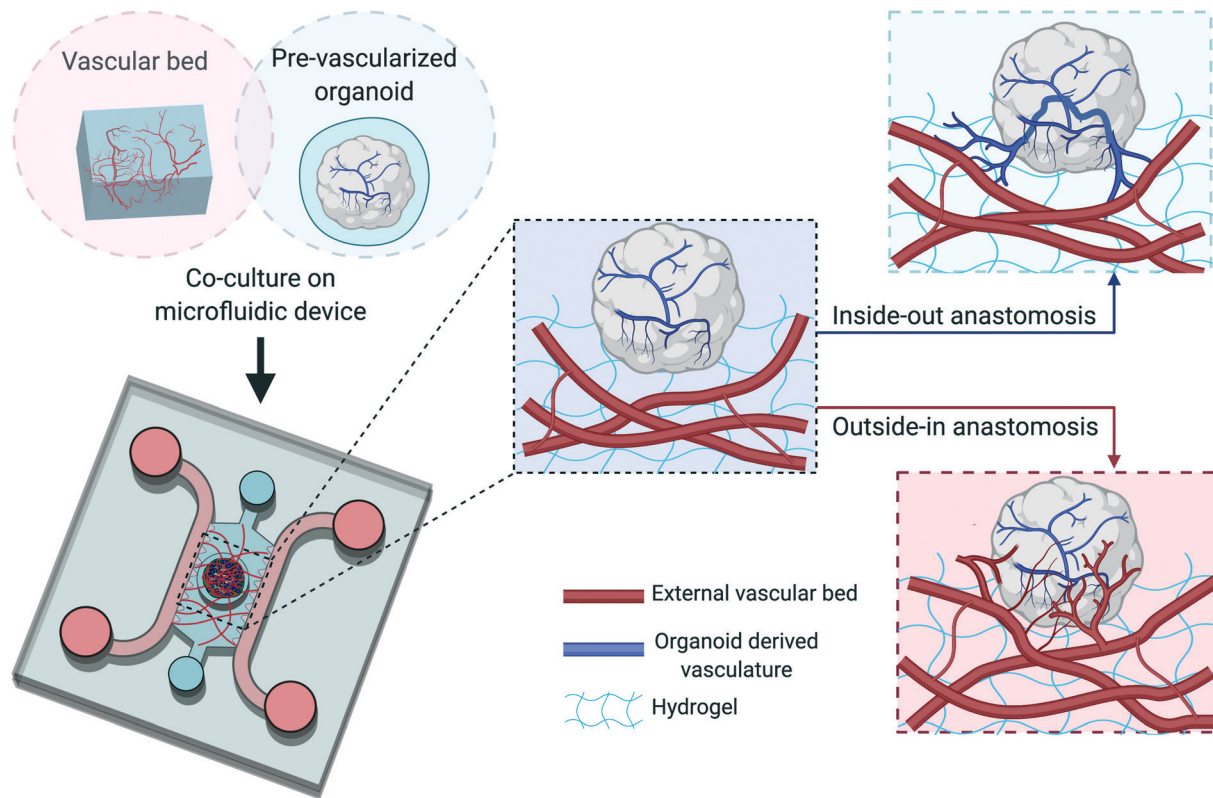 Vascular bed
Pre-vascularized
organoid
Co-culture on
microfluidic device
Inside-out anastomosis
Outside-in anastomosis
External vascular bed
Organoid derived
vasculature
Hydrogel